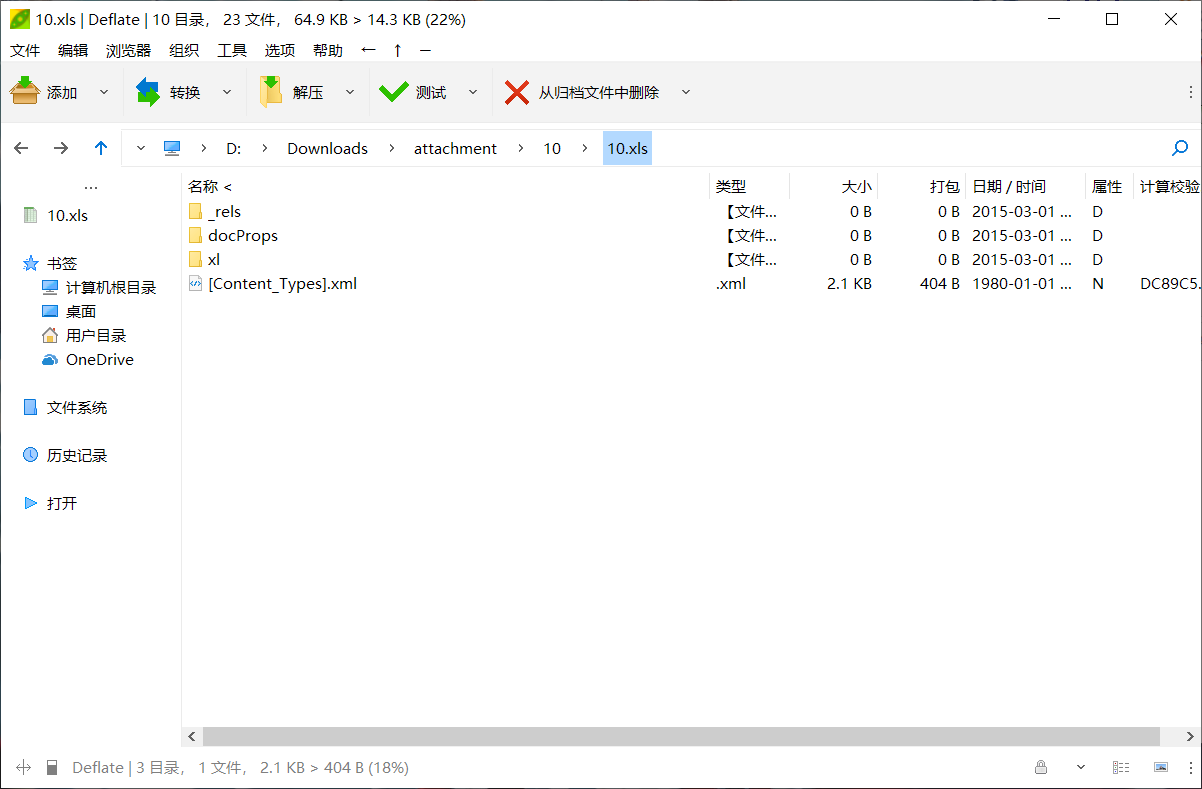 10.xls | Deflate | 10 目录， 23 文件， 64.9 KB > 14.3 KB (22%)
文件 编辑 浏览器 组织 工具 选项 帮助 ← ↑ –
添加 转换 解压 测试 从归档文件中删除
D: Downloads attachment 10 10.xls
... 名称 < 类型 大小 打包 日期 / 时间 属性 计算校验
_rels 【文件... 0 B 0 B 2015-03-01 ... D
10.xls
docProps 【文件... 0 B 0 B 2015-03-01 ... D
xl 【文件... 0 B 0 B 2015-03-01 ... D
[Content_Types].xml .xml 2.1 KB 404 B 1980-01-01 ... N DC89C5.
书签
计算机根目录
桌面
用户目录
OneDrive
文件系统
历史记录
打开
Deflate | 3 目录， 1 文件， 2.1 KB > 404 B (18%)